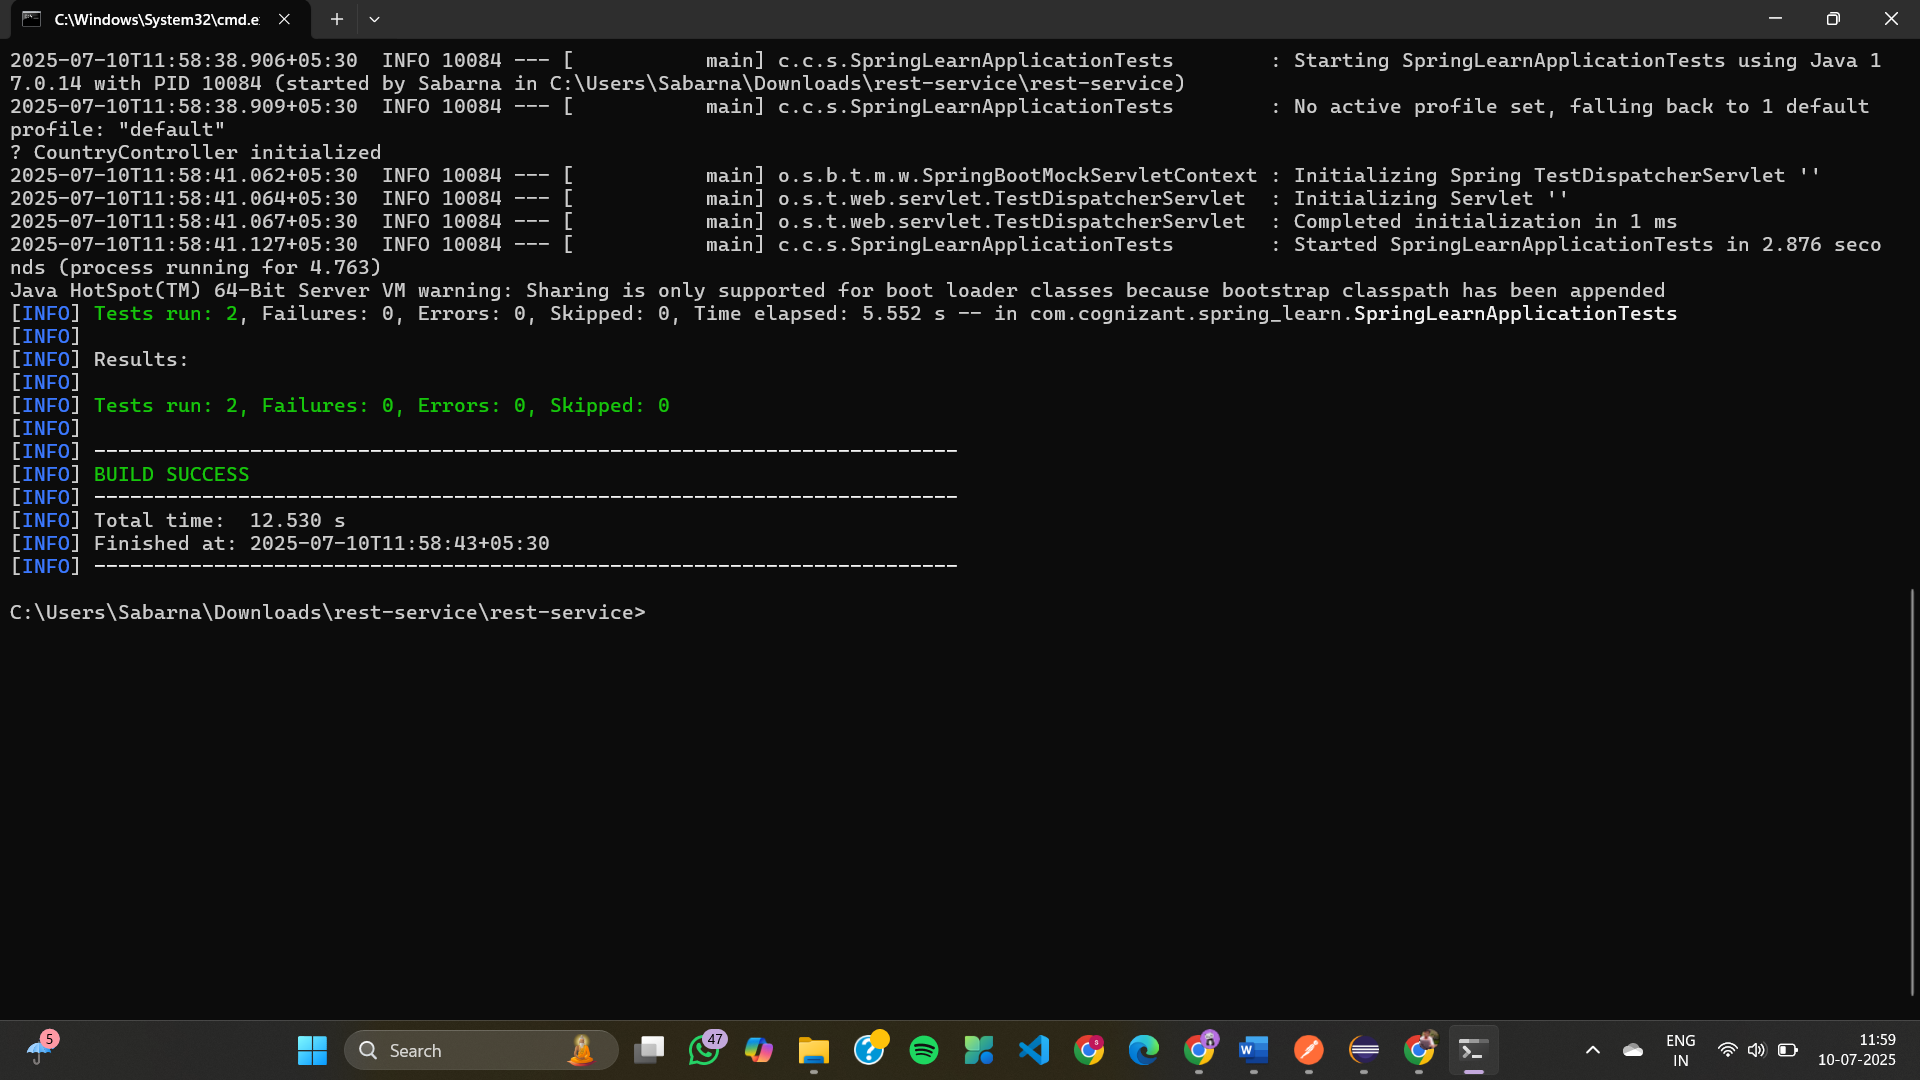 C:\Windows\System32\cmd.e
2025-07-10T11:58:38.906+05:30  INFO 10084 --- [           main] c.c.s.SpringLearnApplicationTests        : Starting SpringLearnApplicationTests using Java 1
7.0.14 with PID 10084 (started by Sabarna in C:\Users\Sabarna\Downloads\rest-service\rest-service)
2025-07-10T11:58:38.909+05:30  INFO 10084 --- [           main] c.c.s.SpringLearnApplicationTests        : No active profile set, falling back to 1 default
profile: "default"
? CountryController initialized
2025-07-10T11:58:41.062+05:30  INFO 10084 --- [           main] o.s.b.t.m.w.SpringBootMockServletContext : Initializing Spring TestDispatcherServlet ''
2025-07-10T11:58:41.064+05:30  INFO 10084 --- [           main] o.s.t.web.servlet.TestDispatcherServlet  : Initializing Servlet ''
2025-07-10T11:58:41.067+05:30  INFO 10084 --- [           main] o.s.t.web.servlet.TestDispatcherServlet  : Completed initialization in 1 ms
2025-07-10T11:58:41.127+05:30  INFO 10084 --- [           main] c.c.s.SpringLearnApplicationTests        : Started SpringLearnApplicationTests in 2.876 seco
nds (process running for 4.763)
Java HotSpot(TM) 64-Bit Server VM warning: Sharing is only supported for boot loader classes because bootstrap classpath has been appended
[INFO] Tests run: 2, Failures: 0, Errors: 0, Skipped: 0, Time elapsed: 5.552 s -- in com.cognizant.spring_learn.SpringLearnApplicationTests
[INFO]
[INFO] Results:
[INFO]
[INFO] Tests run: 2, Failures: 0, Errors: 0, Skipped: 0
[INFO]
[INFO] ------------------------------------------------------------------------
[INFO] BUILD SUCCESS
[INFO] ------------------------------------------------------------------------
[INFO] Total time:  12.530 s
[INFO] Finished at: 2025-07-10T11:58:43+05:30
[INFO] ------------------------------------------------------------------------
C:\Users\Sabarna\Downloads\rest-service\rest-service>
5
Search
47
ENG
IN
11:59
10-07-2025